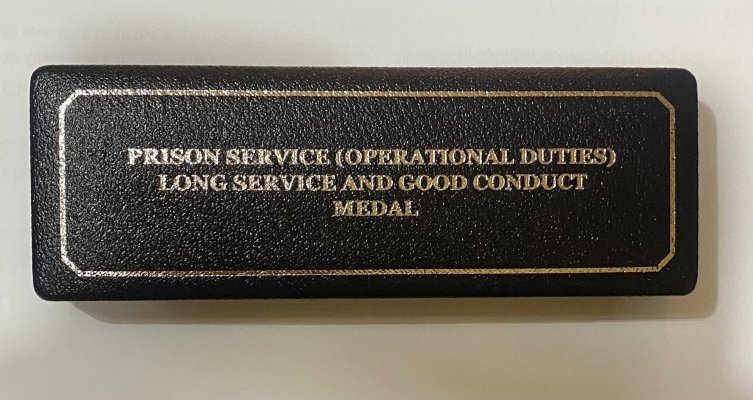 PRISON SERVICE (OPERATIONAL DUTIES)
LONG SERVICE AND GOOD CONDUCT
MEDAL